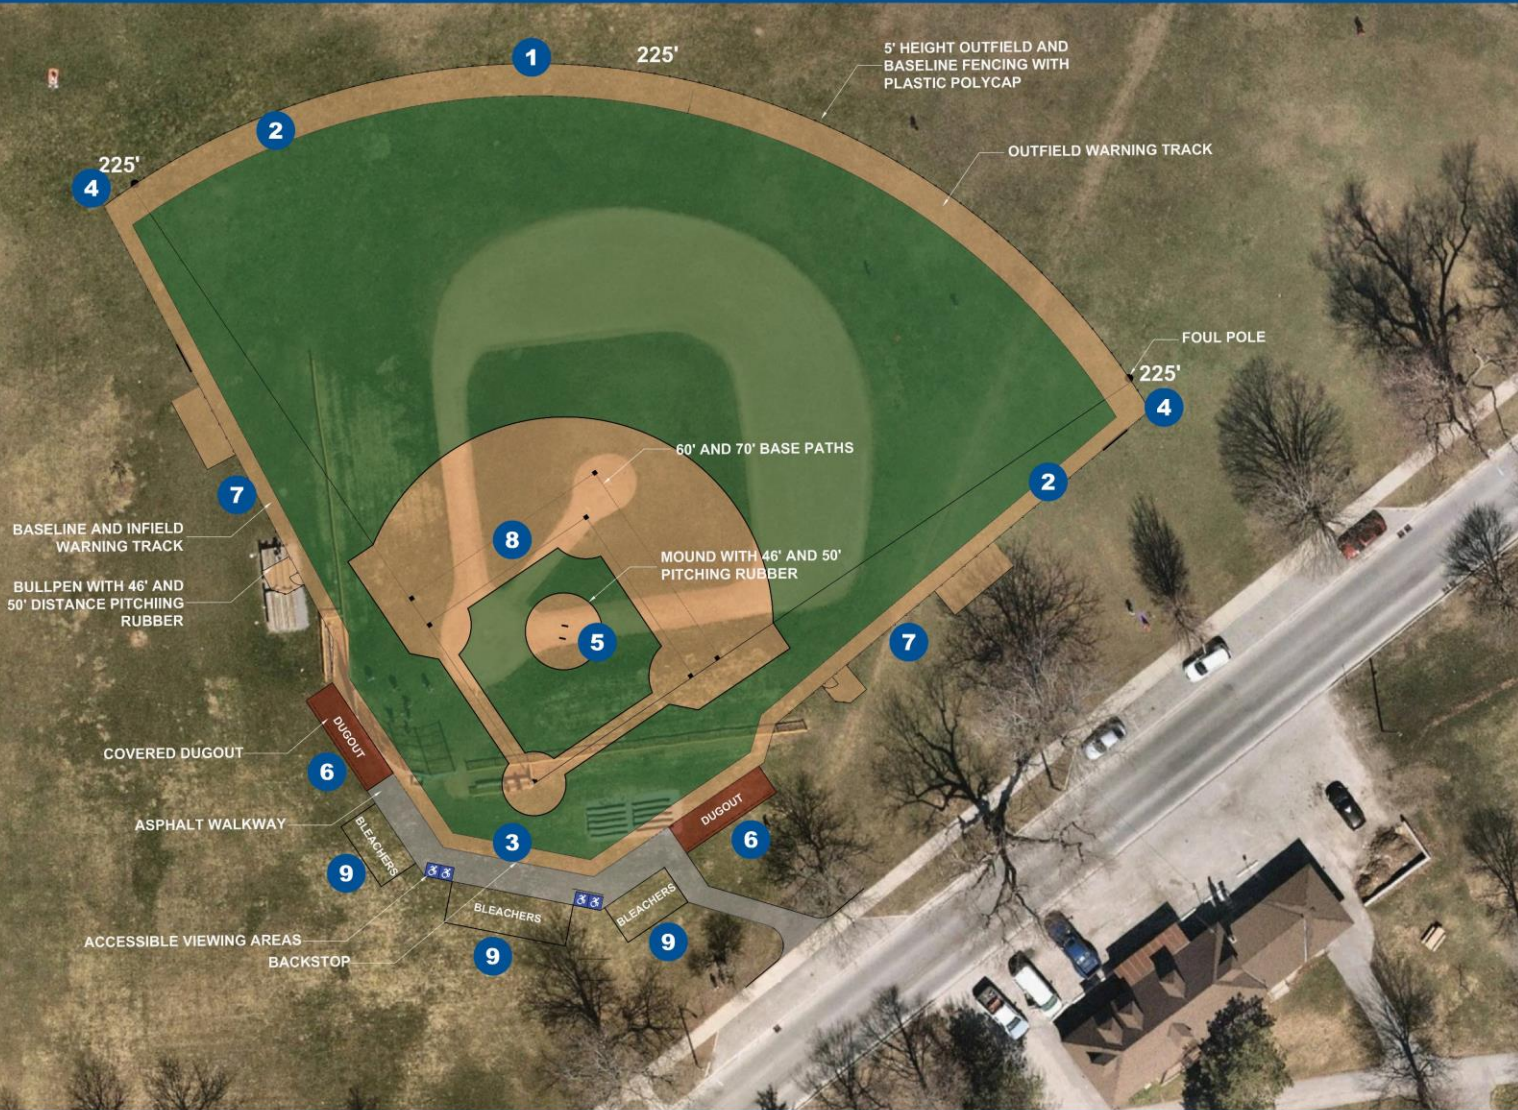 1
225'
5' HEIGHT OUTFIELD AND
BASELINE FENCING WITH
PLASTIC POLYCAP
2
OUTFIELD WARNING TRACK
225'
4
FOUL POLE
225'
4
60' AND 70' BASE PATHS
2
7
8
BASELINE AND INFIELD
WARNING TRACK
MOUND WITH 46' AND 50'
PITCHING RUBBER
BULLPEN WITH 46' AND
50' DISTANCE PITCHIING
RUBBER
5
7
DUGOUT
COVERED DUGOUT
6
DUGOUT
ASPHALT WALKWAY
6
BLEACHERS
3
9
BLEACHERS
BLEACHERS
ACCESSIBLE VIEWING AREAS
9
BACKSTOP
9